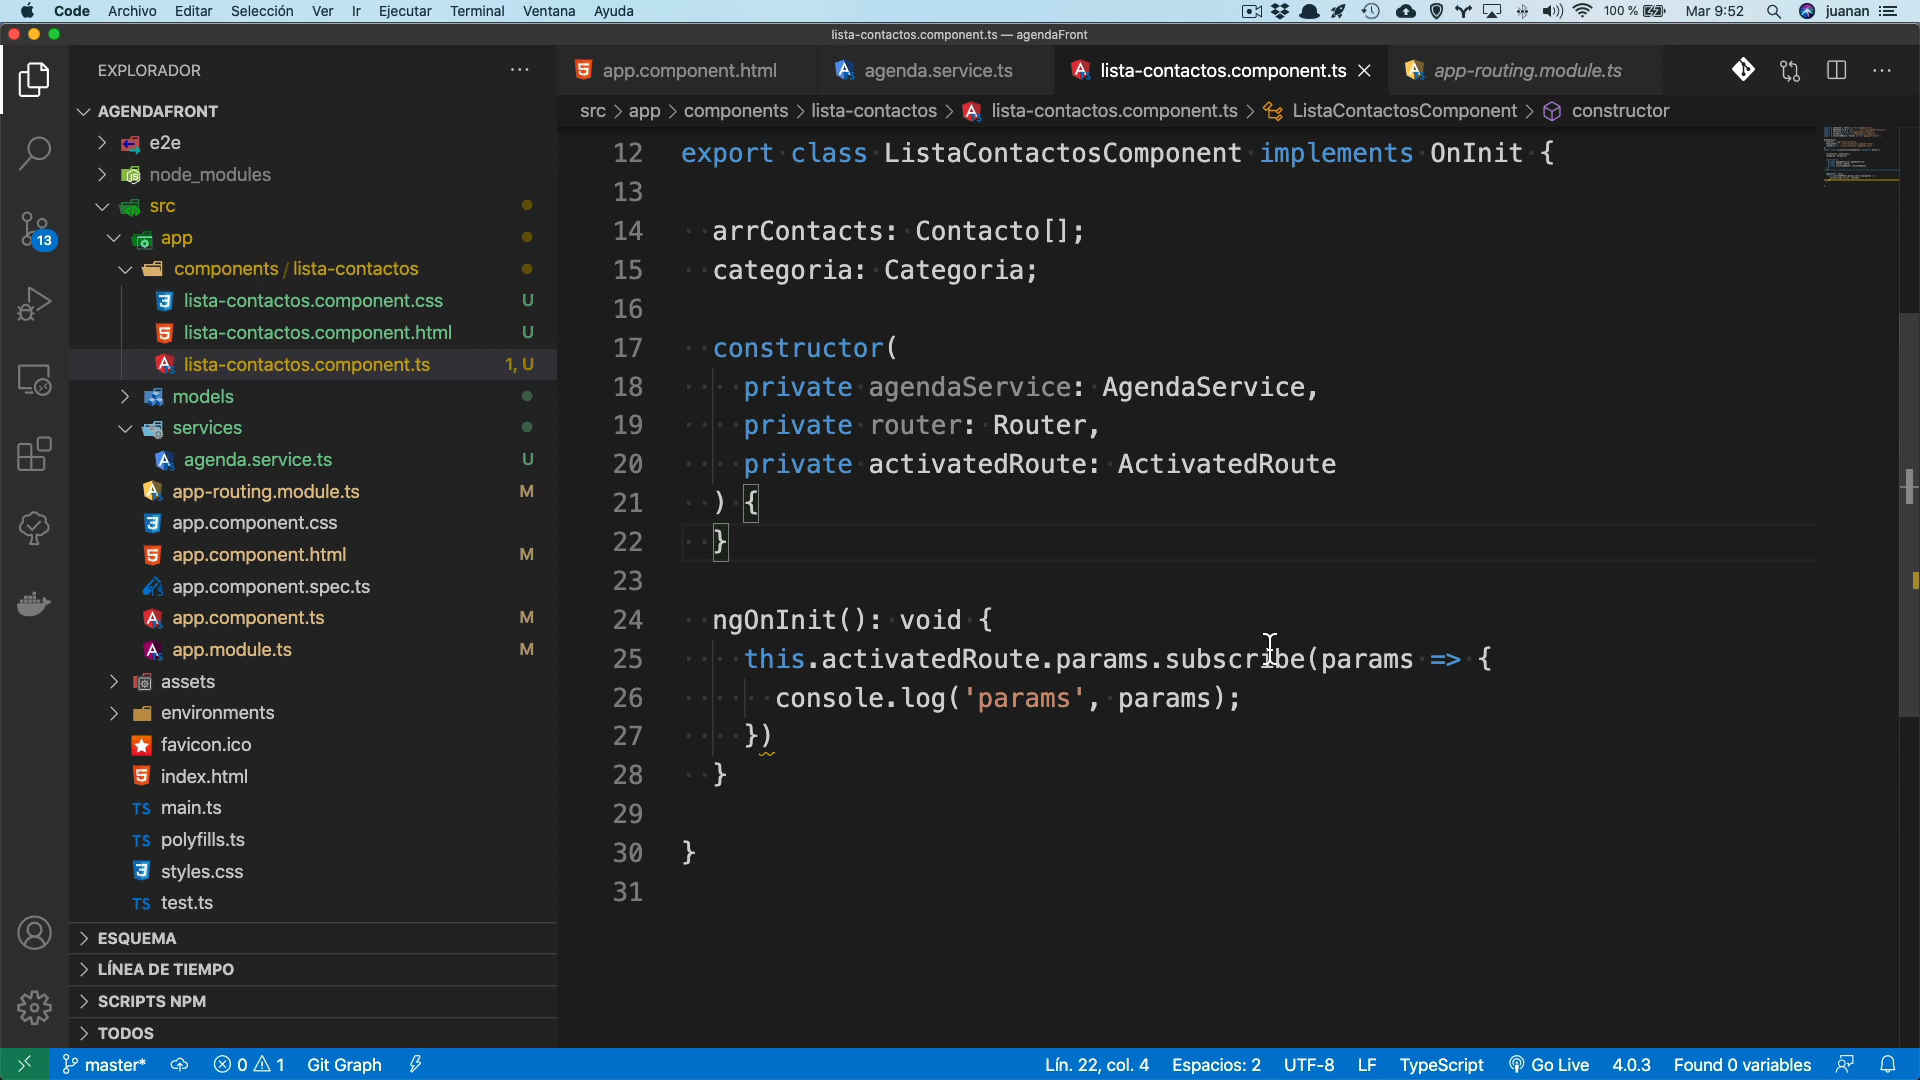 Code Archivo Editar Selección Ver Ir Ejecutar Terminal Ventana Ayuda 100 % Mar 9:52 juanan
lista-contactos.component.ts — agendaFront
EXPLORADOR
AGENDAFRONT
e2e
node_modules
src
app
components / lista-contactos
lista-contactos.component.css U
lista-contactos.component.html U
lista-contactos.component.ts 1, U
models
services
agenda.service.ts U
app-routing.module.ts M
app.component.css
app.component.html M
app.component.spec.ts
app.component.ts M
app.module.ts M
assets
environments
favicon.ico
index.html
TS main.ts
TS polyfills.ts
styles.css
TS test.ts
ESQUEMA
LÍNEA DE TIEMPO
SCRIPTS NPM
TODOS
13
app.component.html agenda.service.ts lista-contactos.component.ts app-routing.module.ts
src > app > components > lista-contactos > lista-contactos.component.ts > ListaContactosComponent > constructor
12 export class ListaContactosComponent implements OnInit {
13
14 arrContacts: Contacto[];
15 categoria: Categoria;
16
17 constructor(
18 private agendaService: AgendaService,
19 private router: Router,
20 private activatedRoute: ActivatedRoute
21 ) {
22 }
23
24 ngOnInit(): void {
25 this.activatedRoute.params.subscribe(params => {
26 console.log('params', params);
27 })
28 }
29
30 }
31
master* 0 1 Git Graph Lín. 22, col. 4 Espacios: 2 UTF-8 LF TypeScript Go Live 4.0.3 Found 0 variables